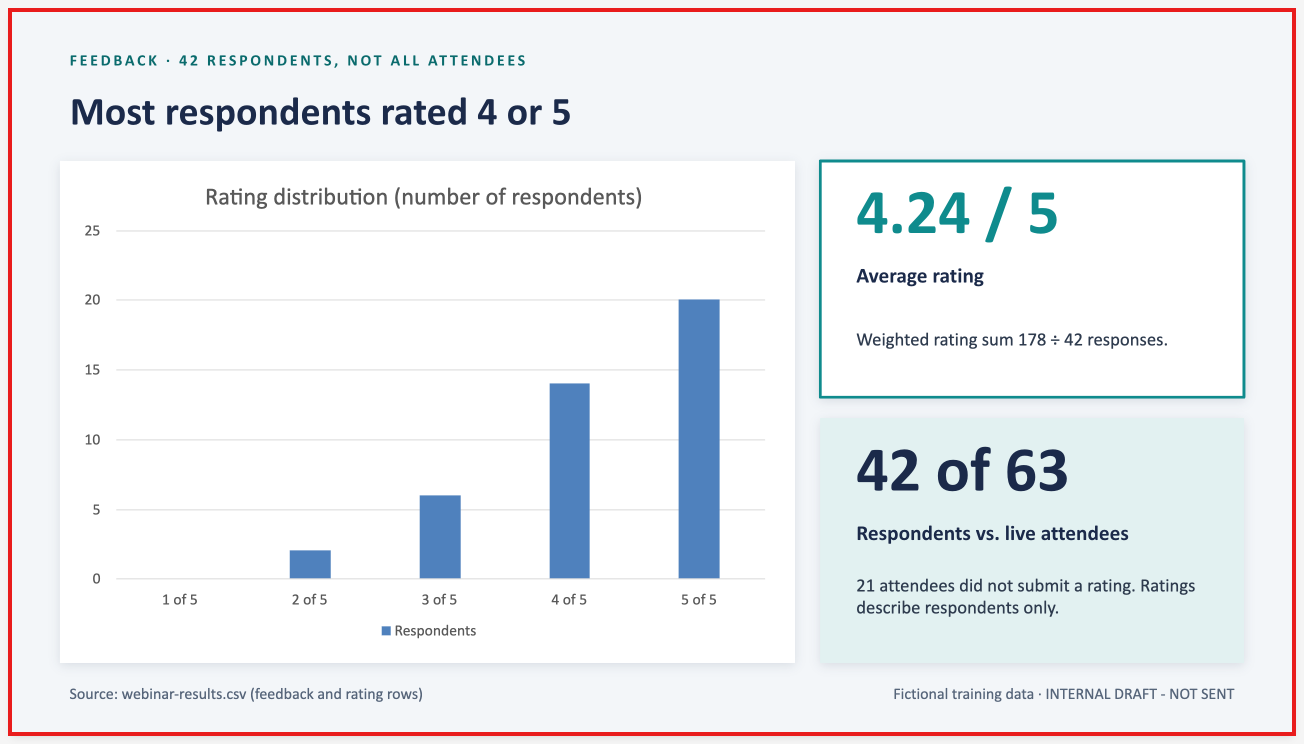 FEEDBACK · 42 RESPONDENTS, NOT ALL ATTENDEES
Most respondents rated 4 or 5
Rating distribution (number of respondents)
25
20
15
10
5
0
1 of 5
2 of 5
3 of 5
4 of 5
5 of 5
Respondents
4.24 / 5
Average rating
Weighted rating sum 178 ÷ 42 responses.
42 of 63
Respondents vs. live attendees
21 attendees did not submit a rating. Ratings
describe respondents only.
Source: webinar-results.csv (feedback and rating rows)
Fictional training data · INTERNAL DRAFT - NOT SENT